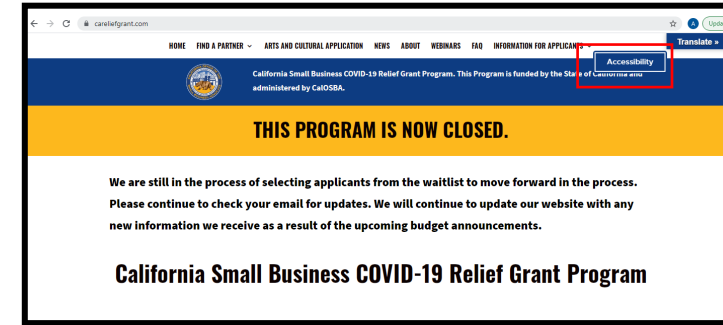 careliefgrant.com
HOME FIND A PARTNER ARTS AND CULTURAL APPLICATION NEWS ABOUT WEBINARS FAQ INFORMATION FOR APPLICANTS
Translate »
Accessibility
California Small Business COVID-19 Relief Grant Program. This Program is funded by the State of California and
administered by CalOSBA.
THIS PROGRAM IS NOW CLOSED.
We are still in the process of selecting applicants from the waitlist to move forward in the process.
Please continue to check your email for updates. We will continue to update our website with any
new information we receive as a result of the upcoming budget announcements.
California Small Business COVID-19 Relief Grant Program